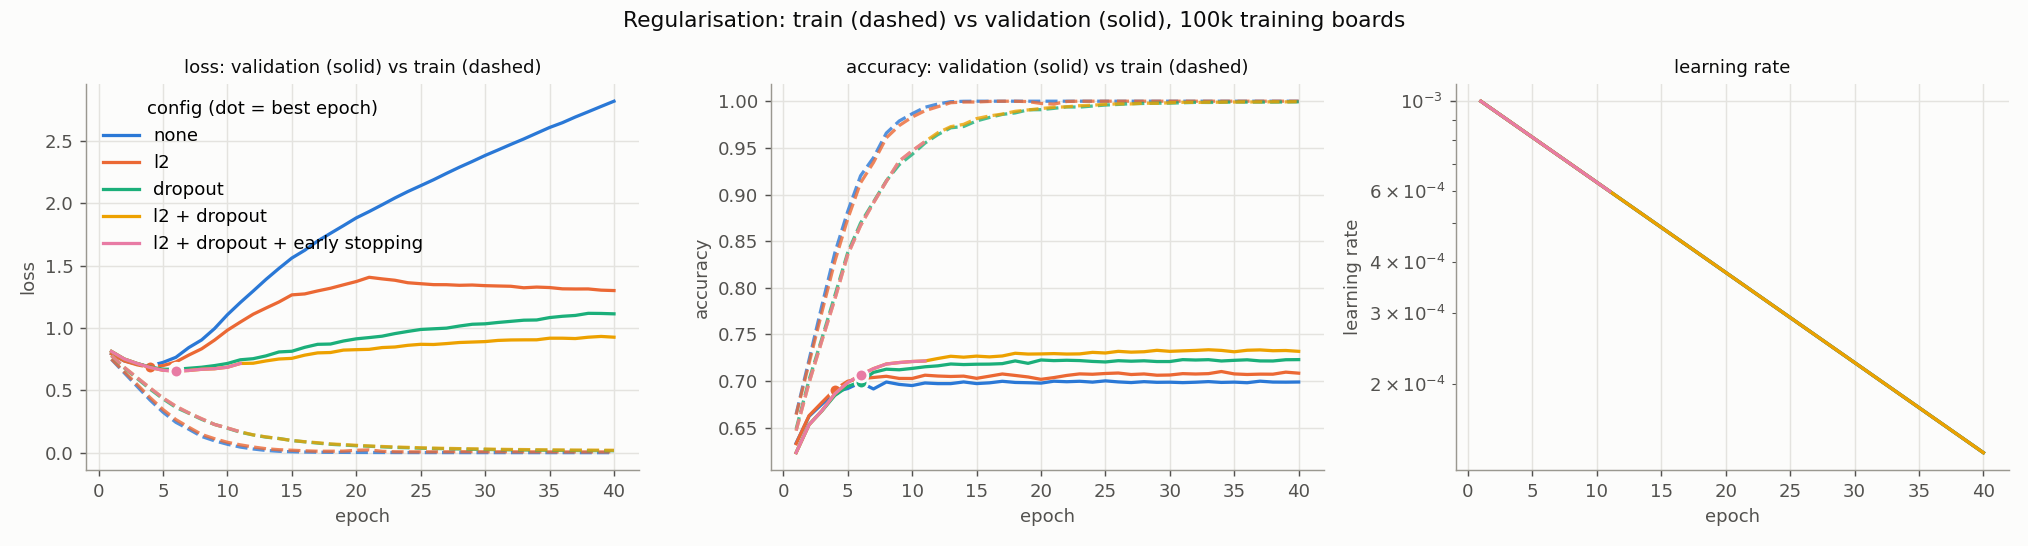 Regularisation: train (dashed) vs validation (solid), 100k training boards
loss: validation (solid) vs train (dashed)
config (dot = best epoch)
none
l2
dropout
l2 + dropout
l2 + dropout + early stopping
2.5
2.0
1.5
1.0
0.5
0.0
loss
0 5 10 15 20 25 30 35 40
epoch
accuracy: validation (solid) vs train (dashed)
1.00
0.95
0.90
0.85
0.80
0.75
0.70
0.65
accuracy
0 5 10 15 20 25 30 35 40
epoch
learning rate
10⁻³
6 × 10⁻⁴
4 × 10⁻⁴
3 × 10⁻⁴
2 × 10⁻⁴
learning rate
0 5 10 15 20 25 30 35 40
epoch